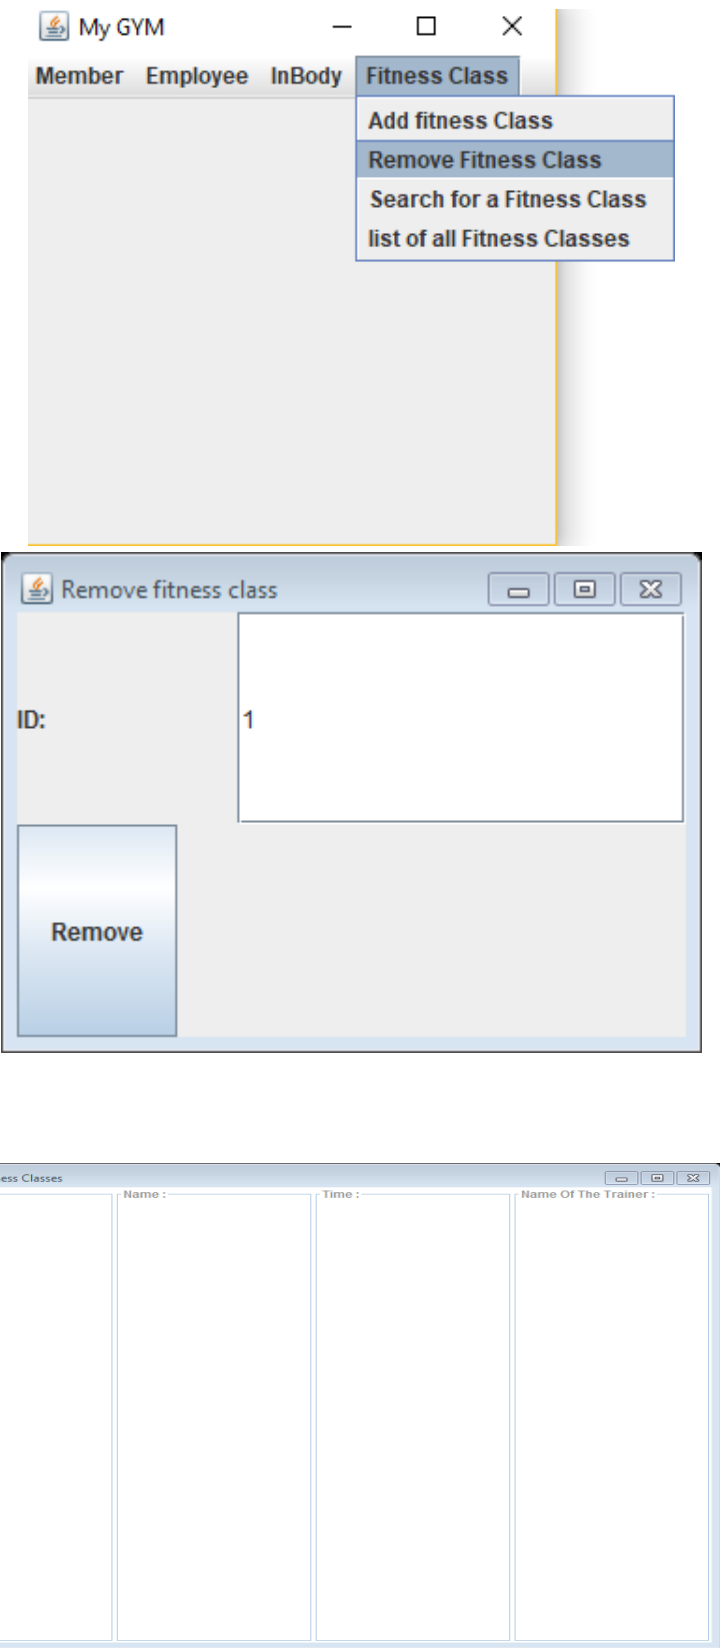 My GYM
Member Employee InBody Fitness Class
Add fitness Class
Remove Fitness Class
Search for a Fitness Class
list of all Fitness Classes
Remove fitness class
ID: 1
Remove
ess Classes
Name : Time : Name Of The Trainer :